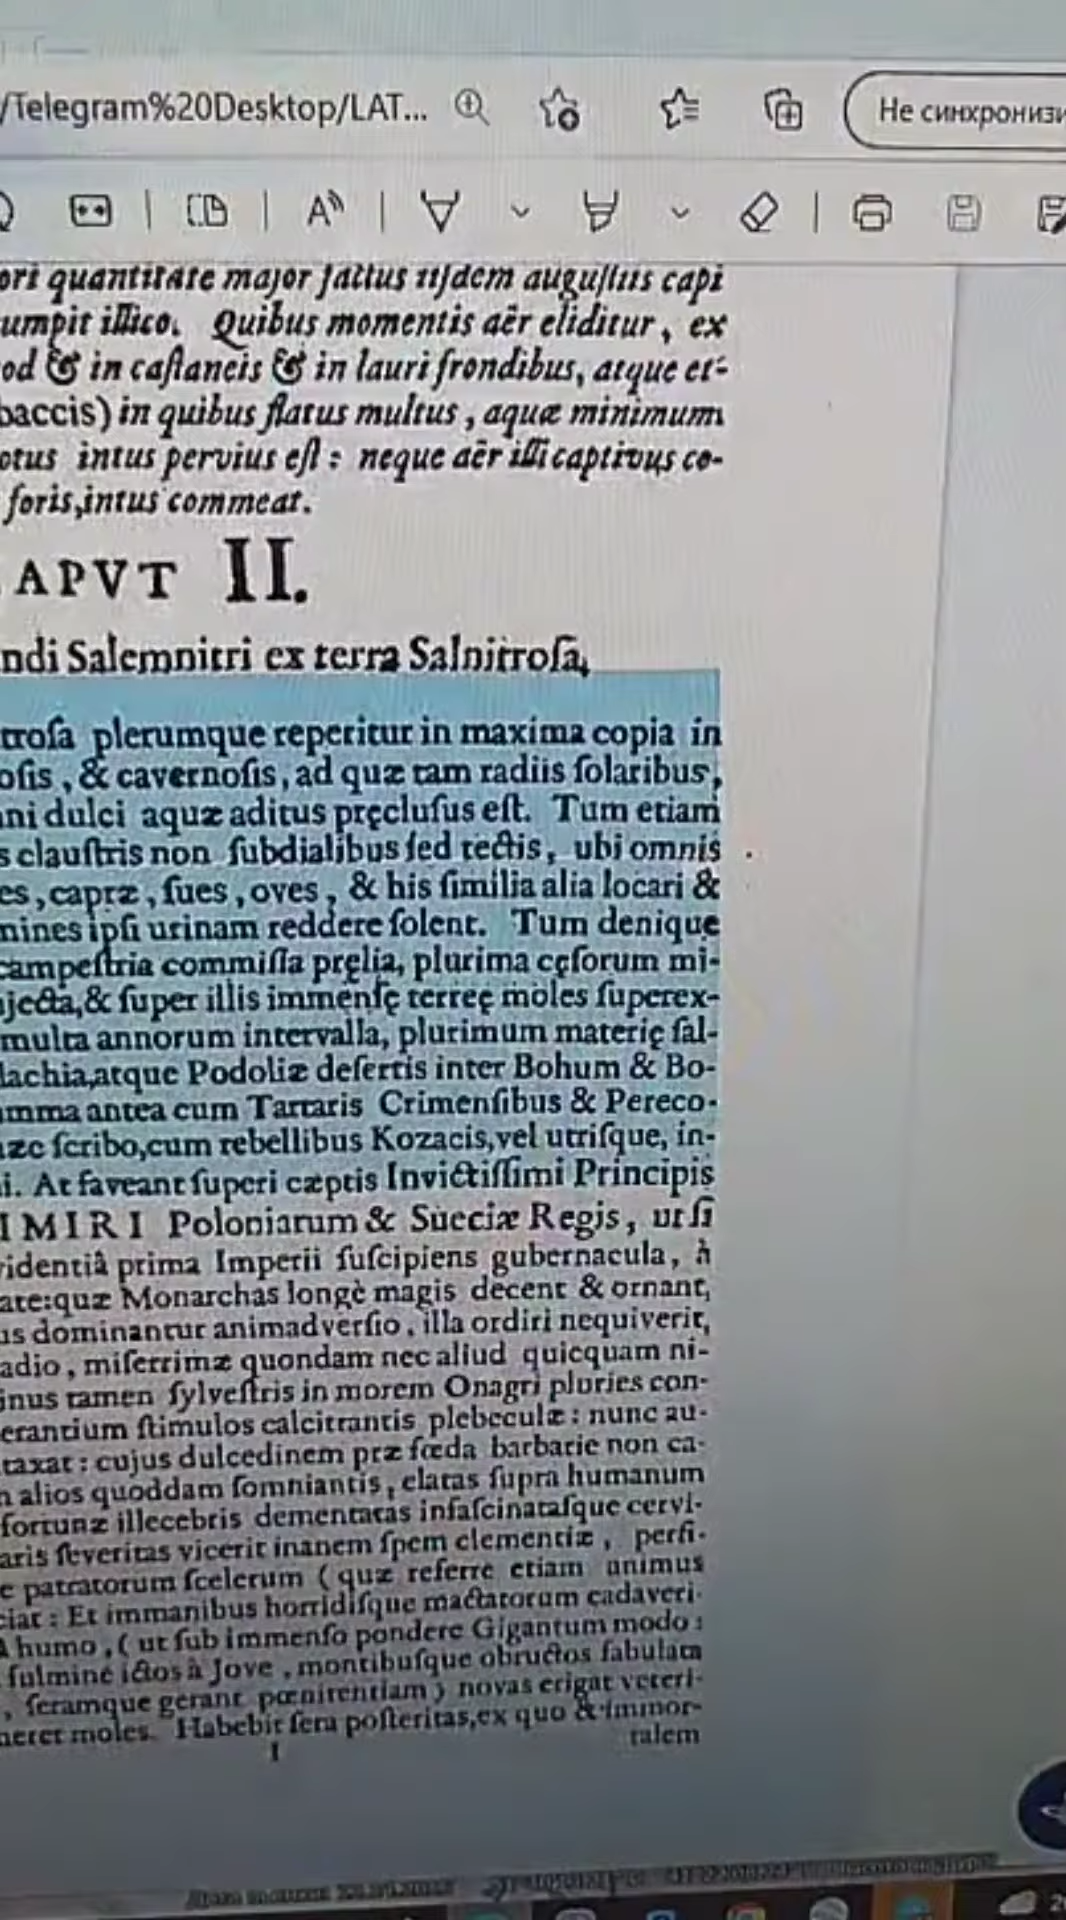 /Telegram%20Desktop/LAT...
Не синхронизи
ori quantitate major ſaltus iiſdem auguſtiis capi
umpit illico. Quibus momentis aër eliditur, ex
od & in caſtaneis & in lauri frondibus, atque et-
baccis) in quibus flatus multus, aquæ minimum
otus intus pervius eſt: neque aër illi captivus co-
foris, intus commeat.
APVT II.
ndi Salemnitri ex terra Salnitroſa,
troſa plerumque reperitur in maxima copia in
oſis, & cavernoſis, ad quæ tam radiis ſolaribus,
ni dulci aquæ aditus pręcluſus eſt. Tum etiam
s clauſtris non ſubdialibus ſed tectis, ubi omnis
es, capræ, ſues, oves, & his ſimilia alia locari &
mines ipſi urinam reddere ſolent. Tum denique
campeſtria commiſſa pręlia, plurima cęſorum mi-
jecta, & ſuper illis immenſę terreę moles ſuperex-
multa annorum intervalla, plurimum materię ſal-
lachia, atque Podoliæ deſertis inter Bohum & Bo-
mma antea cum Tartaris Crimenſibus & Pereco-
æc ſcribo, cum rebellibus Kozacis, vel utriſque, in-
i. At faveant ſuperi cæptis Invictiſſimi Principis
IMIRI Poloniarum & Sueciæ Regis, ut ſi
videntiâ prima Imperii ſuſcipiens gubernacula, à
ate: quæ Monarchas longè magis decent & ornant,
us dominantur animadverſio, illa ordiri nequiverit,
adio, miſerrimæ quondam nec aliud quicquam ni-
inus tamen ſylveſtris in morem Onagri pluries con-
erantium ſtimulos calcitrantis plebeculæ: nunc au-
taxat: cujus dulcedinem præ fœda barbarie non ca-
n alios quoddam ſomniantis, elatas ſupra humanum
fortunæ illecebris dementatas infaſcinataſque cervi-
aris ſeveritas vicerit inanem ſpem clementiæ, perfi-
e patratorum ſcelerum (quæ referre etiam animus
ciat: Et immanibus horridiſque mactatorum cadaveri-
humo, (ut ſub immenſo pondere Gigantum modo:
fulmine ictos à Jove, montibuſque obructos fabulata
, ſeramque gerant pœnitentiam) novas erigat veteri-
neret moles. Habebit ſera poſteritas, ex quo & immor-
I talem